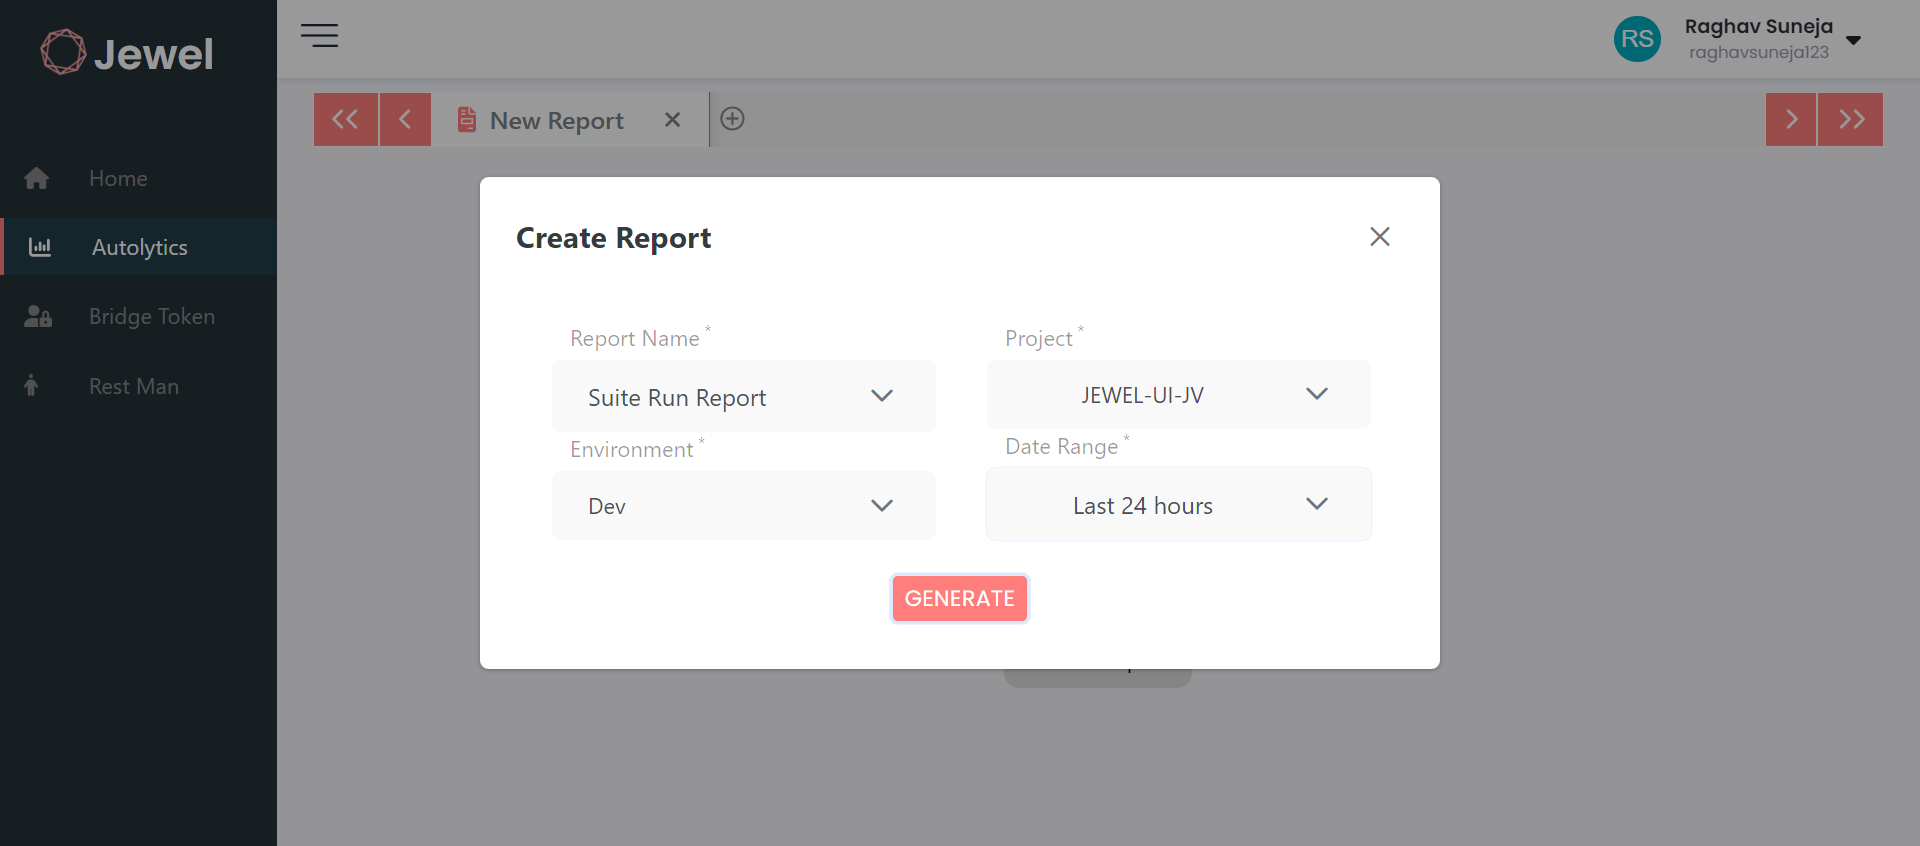 Jewel
Home
Autolytics
Bridge Token
Rest Man
RS
Raghav Suneja
raghavsuneja123
New Report
Create Report
Report Name *
Suite Run Report
Project *
JEWEL-UI-JV
Environment *
Dev
Date Range *
Last 24 hours
GENERATE